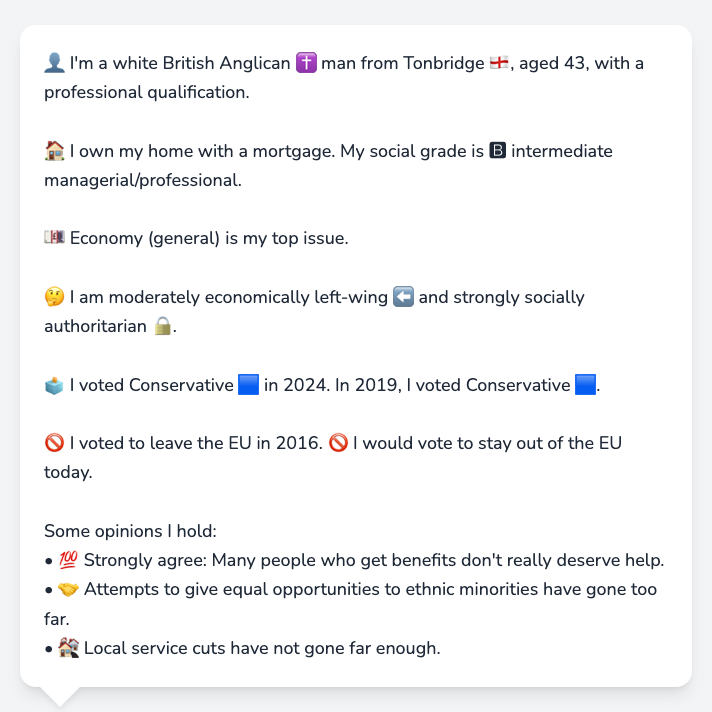 👤 I'm a white British Anglican ✝️ man from Tonbridge 🏴󠁧󠁢󠁥󠁮󠁧󠁿, aged 43, with a
professional qualification.
🏠 I own my home with a mortgage. My social grade is 🅱 intermediate
managerial/professional.
💷 Economy (general) is my top issue.
🤔 I am moderately economically left-wing ⬅️ and strongly socially
authoritarian 🔒.
🗳️ I voted Conservative 🟦 in 2024. In 2019, I voted Conservative 🟦.
🚫 I voted to leave the EU in 2016. 🚫 I would vote to stay out of the EU
today.
Some opinions I hold:
• 💯 Strongly agree: Many people who get benefits don't really deserve help.
• 🤝 Attempts to give equal opportunities to ethnic minorities have gone too
far.
• 🏚️ Local service cuts have not gone far enough.